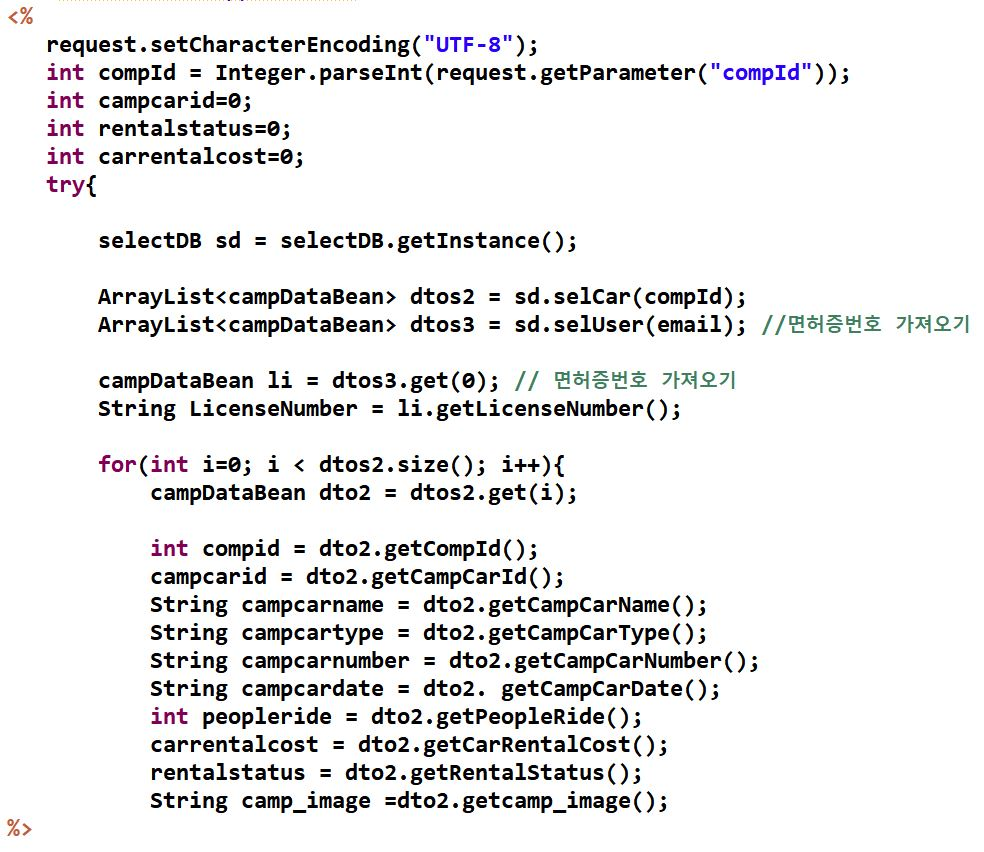 <%
request.setCharacterEncoding("UTF-8");
int compId = Integer.parseInt(request.getParameter("compId"));
int campcarid=0;
int rentalstatus=0;
int carrentalcost=0;
try{
selectDB sd = selectDB.getInstance();
ArrayList<campDataBean> dtos2 = sd.selCar(compId);
ArrayList<campDataBean> dtos3 = sd.selUser(email); //면허증번호 가져오기
campDataBean li = dtos3.get(0); // 면허증번호 가져오기
String LicenseNumber = li.getLicenseNumber();
for(int i=0; i < dtos2.size(); i++){
campDataBean dto2 = dtos2.get(i);
int compid = dto2.getCompId();
campcarid = dto2.getCampCarId();
String campcarname = dto2.getCampCarName();
String campcartype = dto2.getCampCarType();
String campcarnumber = dto2.getCampCarNumber();
String campcardate = dto2. getCampCarDate();
int peopleride = dto2.getPeopleRide();
carrentalcost = dto2.getCarRentalCost();
rentalstatus = dto2.getRentalStatus();
String camp_image =dto2.getcamp_image();
%>